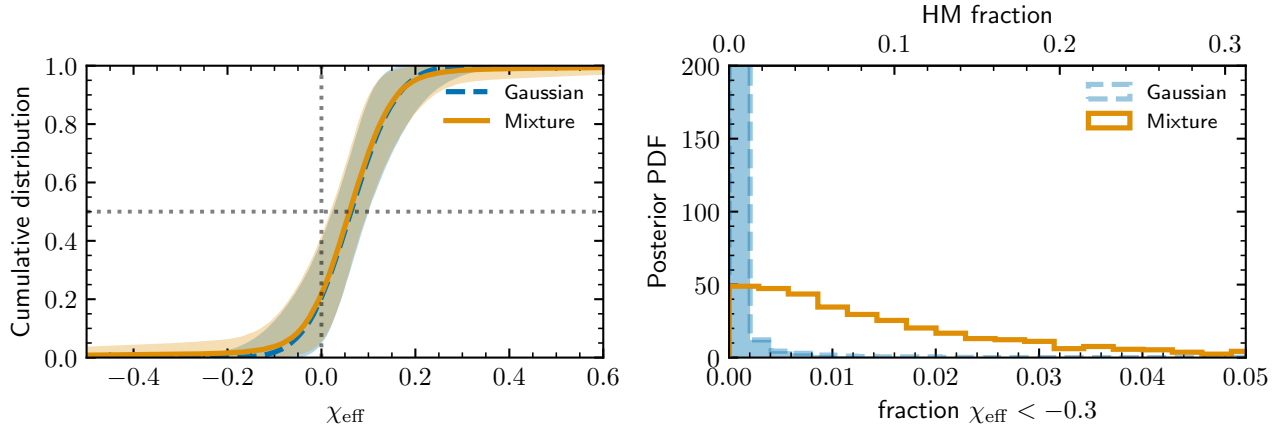 Cumulative distribution
1.0
0.8
0.6
0.4
0.2
0.0
−0.4 −0.2 0.0 0.2 0.4 0.6
χeff
Gaussian
Mixture
HM fraction
0.0 0.1 0.2 0.3
Posterior PDF
200
150
100
50
0
0.00 0.01 0.02 0.03 0.04 0.05
fraction χeff < −0.3
Gaussian
Mixture